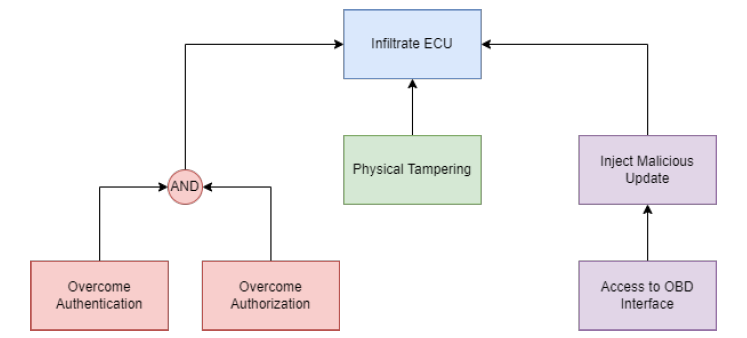 Infiltrate ECU
Physical Tampering
Inject Malicious
Update
AND
Overcome
Authentication
Overcome
Authorization
Access to OBD
Interface